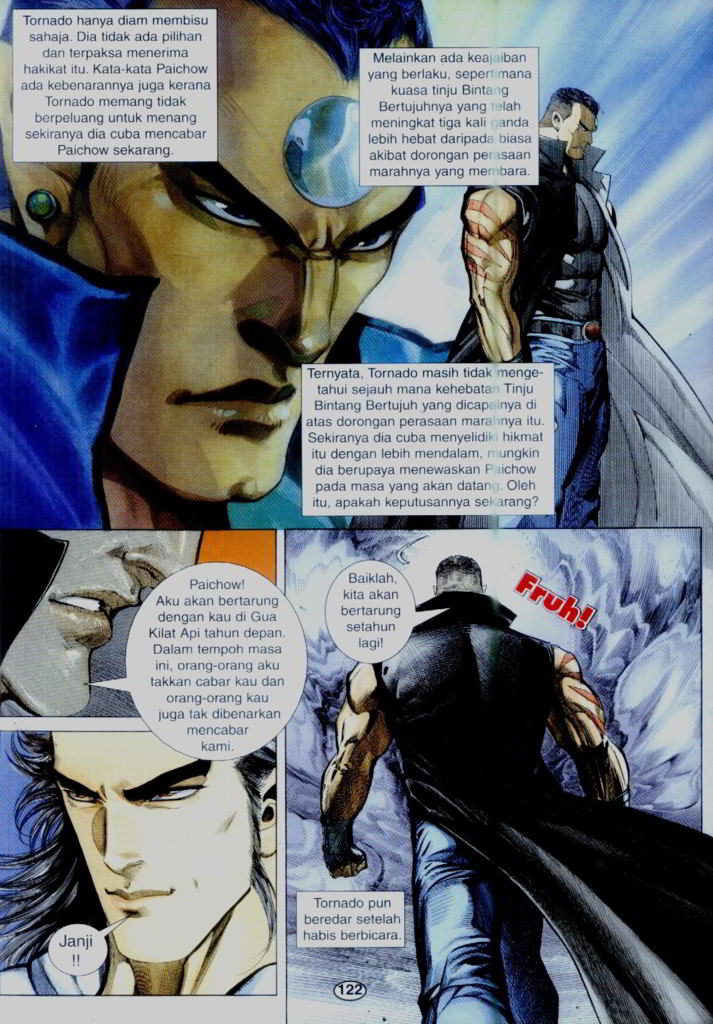 Tornado hanya diam membisu
sahaja. Dia tidak ada pilihan
dan terpaksa menerima
hakikat itu. Kata-kata Paichow
ada kebenarannya juga kerana
Tornado memang tidak
berpeluang untuk menang
sekiranya dia cuba mencabar
Paichow sekarang.
Melainkan ada keajaiban
yang berlaku, sepertimana
kuasa tinju Bintang
Bertujuhnya yang telah
meningkat tiga kali ganda
lebih hebat daripada biasa
akibat dorongan perasaan
marahnya yang membara.
Ternyata, Tornado masih tidak menge-
tahui sejauh mana kehebatan Tinju
Bintang Bertujuh yang dicapainya di
atas dorongan perasaan marahnya itu.
Sekiranya dia cuba menyelidiki hikmat
itu dengan lebih mendalam, mungkin
dia berupaya menewaskan Paichow
pada masa yang akan datang. Oleh
itu, apakah keputusannya sekarang?
Paichow!
Aku akan bertarung
dengan kau di Gua
Kilat Api tahun depan.
Dalam tempoh masa
ini, orang-orang aku
takkan cabar kau dan
orang-orang kau
juga tak dibenarkan
mencabar
kami.
Baiklah,
kita akan
bertarung
setahun
lagi!
Fruh!
Janji
!!
Tornado pun
beredar setelah
habis berbicara.
122